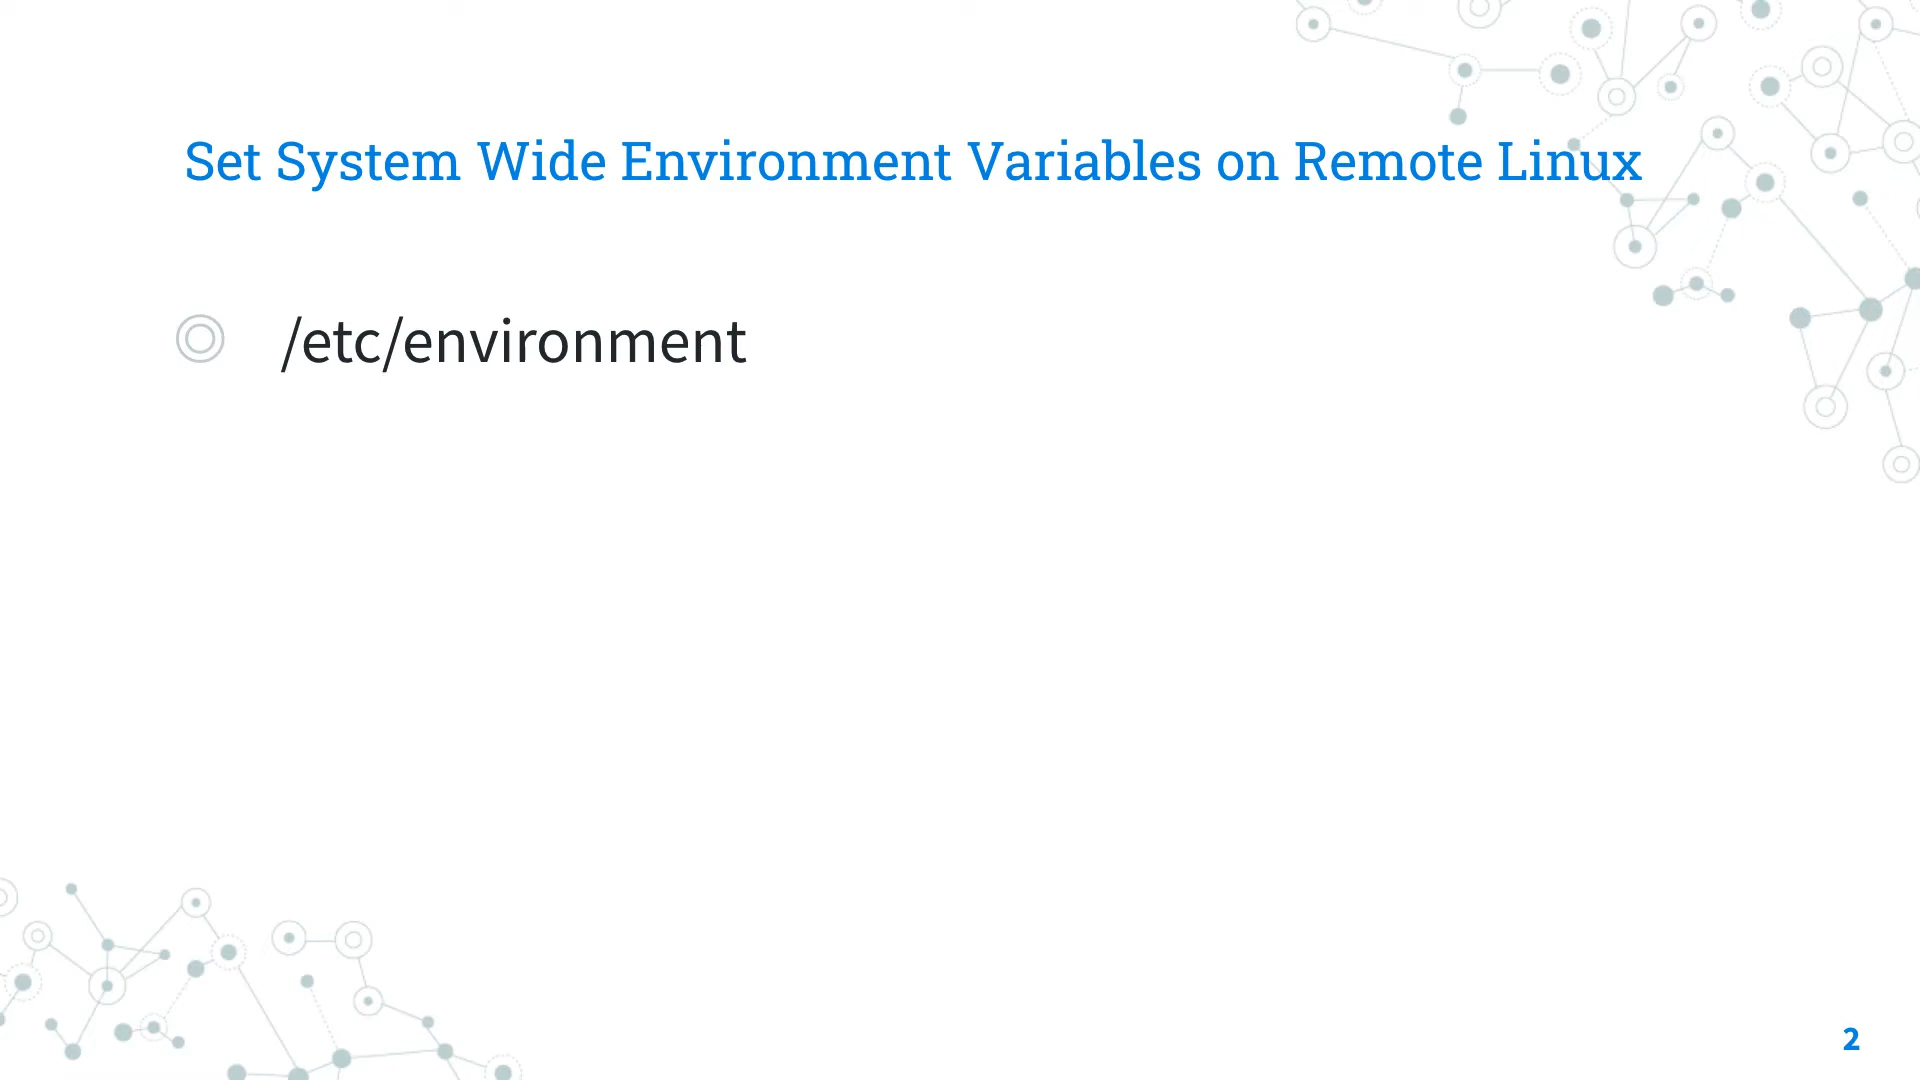 Set System Wide Environment Variables on Remote Linux
/etc/environment
2